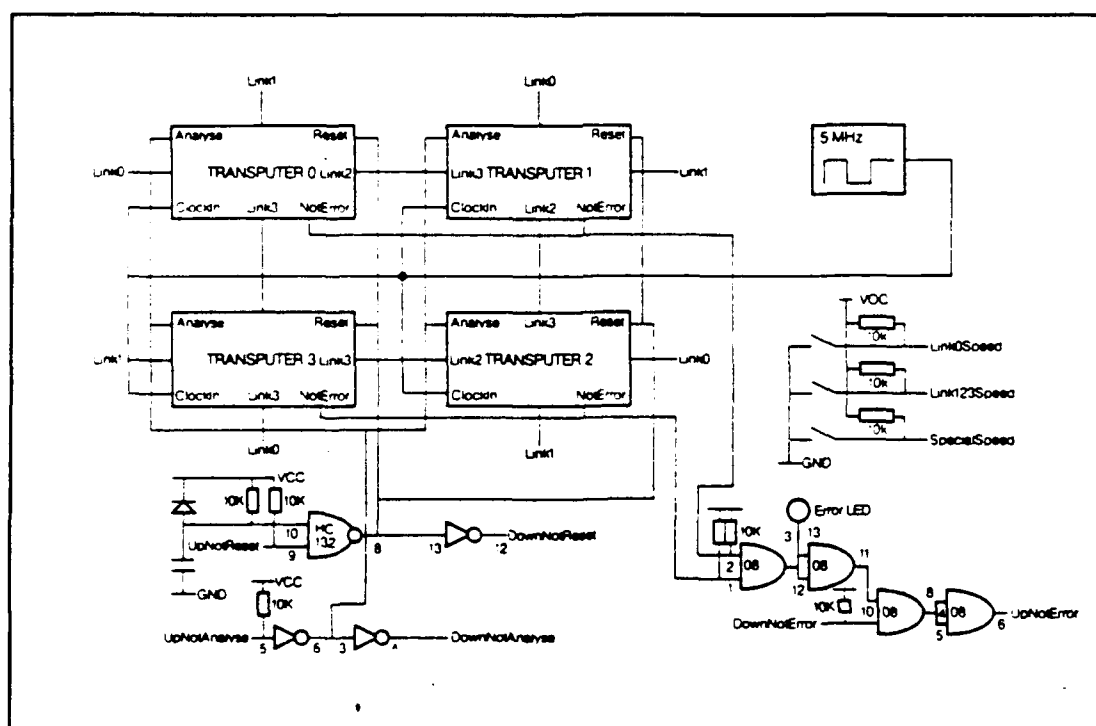 Link1
Link0
Analyse Reset
Analyse Reset
5 MHz
Link0
TRANSPUTER 0 Link2
Link3 TRANSPUTER 1
Link1
ClockIn Link3 NotError
ClockIn Link2 NotError
Analyse Reset
Analyse Link3 Reset
VCC
10k
Link0Speed
Link1
TRANSPUTER 3 Link3
Link2 TRANSPUTER 2
Link0
10k
Link123Speed
ClockIn Link3 NotError
ClockIn NotError
10k
SpecialSpeed
Link0
Link1
GND
VCC
10K
10K
10
HC
132
UpNotReset
9
8
13
12
DownNotReset
GND
VCC
10K
UpNotAnalyse
5
6
3
4
DownNotAnalyse
Error LED
10K
3
13
2
08
1
08
11
12
10K
8
10
08
4
08
DownNotError
UpNotError
5
6